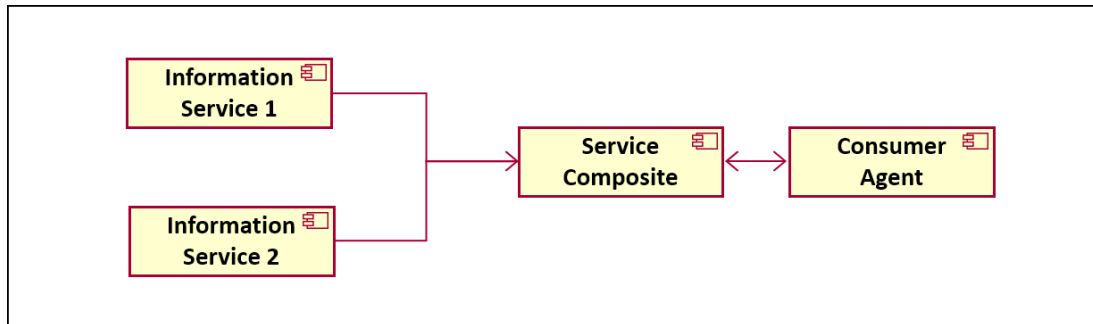 Information
Service 1
Information
Service 2
Service
Composite
Consumer
Agent